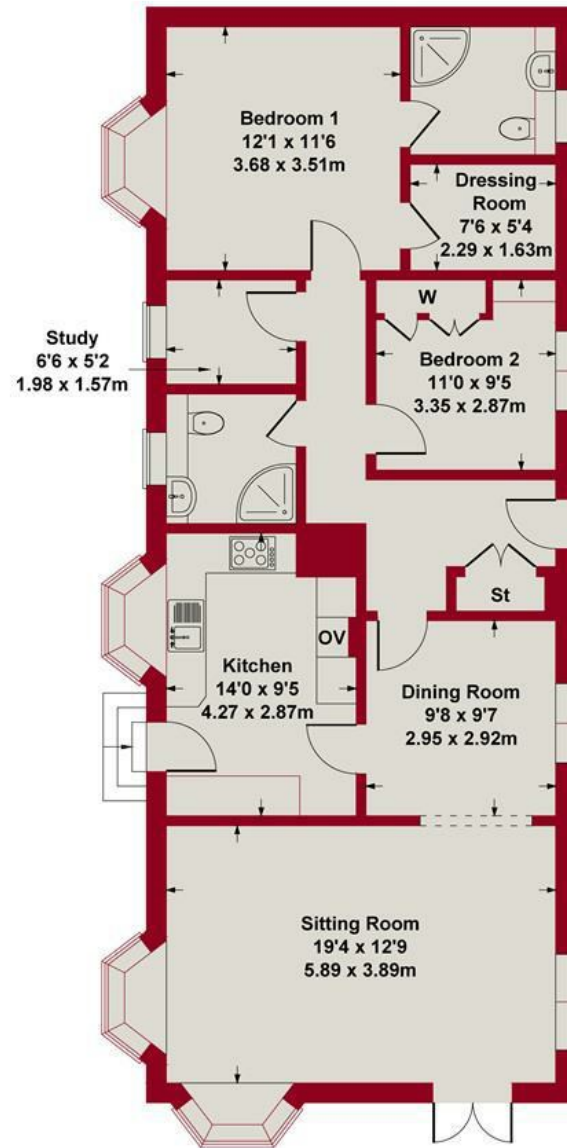 Bedroom 1
12'1 x 11'6
3.68 x 3.51m
Dressing
Room
7'6 x 5'4
2.29 x 1.63m
Study
6'6 x 5'2
1.98 x 1.57m
W
Bedroom 2
11'0 x 9'5
3.35 x 2.87m
St
OV
Kitchen
14'0 x 9'5
4.27 x 2.87m
Dining Room
9'8 x 9'7
2.95 x 2.92m
Sitting Room
19'4 x 12'9
5.89 x 3.89m